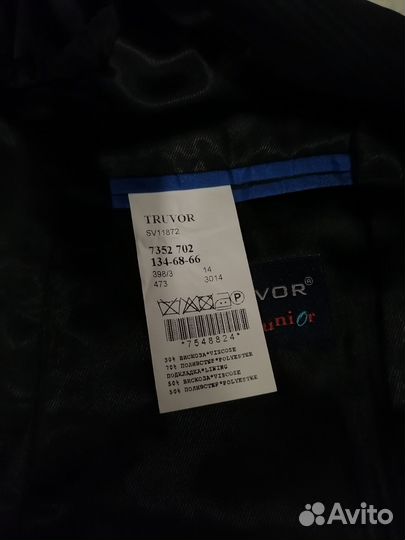 TRUVOR
SV11872
7352 702
134-68-66
398/3 14
473 3014
P
*7548824*
30% ВИСКОЗА*VISCOSE
70% ПОЛИЭСТЕР*POLYESTER
ПОДКЛАДКА*LINING
50% ВИСКОЗА*VISCOSE
50% ПОЛИЭСТЕР*POLYESTER
VOR®
unior
Avito